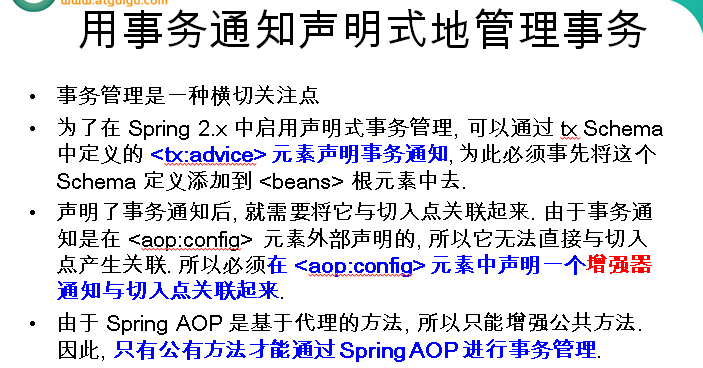 www.atguigu.com
用事务通知声明式地管理事务
• 事务管理是一种横切关注点
• 为了在 Spring 2.x 中启用声明式事务管理, 可以通过 tx Schema
中定义的 <tx:advice> 元素声明事务通知, 为此必须事先将这个
Schema 定义添加到 <beans> 根元素中去.
• 声明了事务通知后, 就需要将它与切入点关联起来. 由于事务通
知是在 <aop:config> 元素外部声明的, 所以它无法直接与切入
点产生关联. 所以必须在 <aop:config> 元素中声明一个增强器
通知与切入点关联起来.
• 由于 Spring AOP 是基于代理的方法, 所以只能增强公共方法.
因此, 只有公有方法才能通过 Spring AOP 进行事务管理.